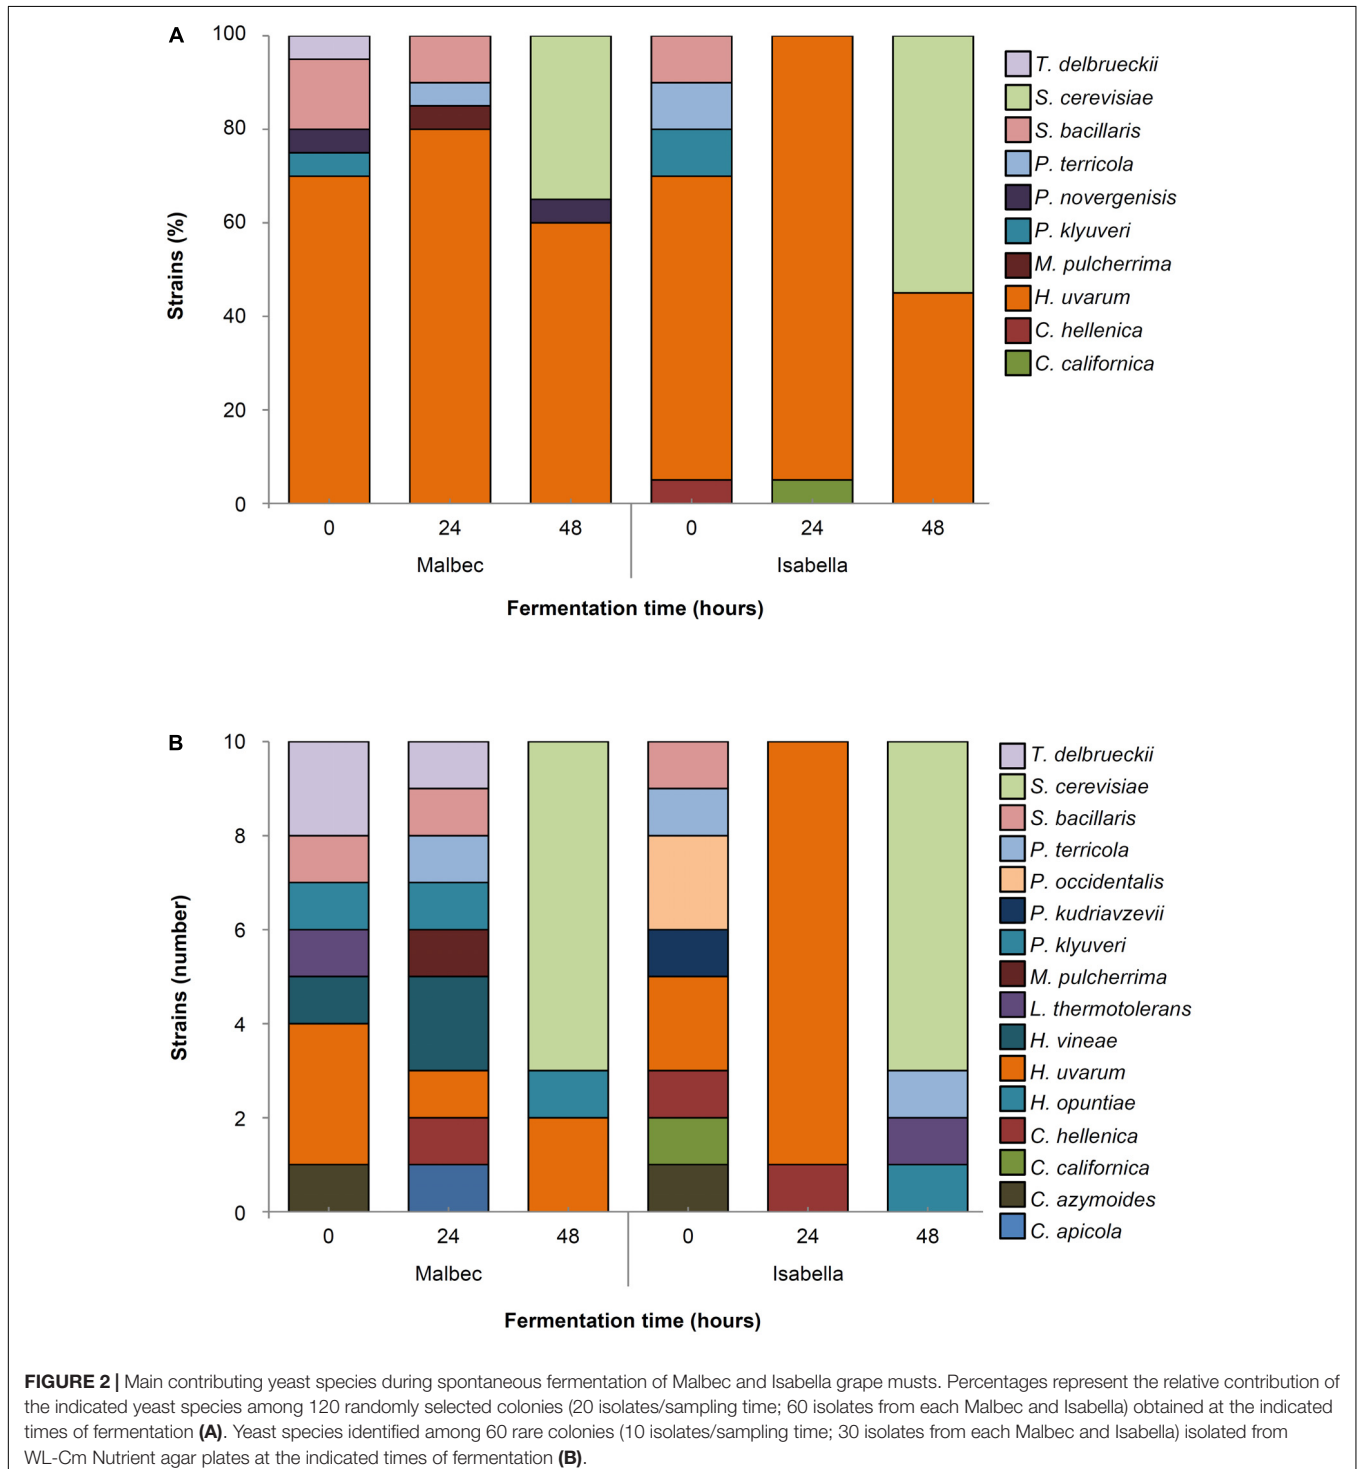 A
100
80
60
40
20
0
Strains (%)
0 24 48 0 24 48
Malbec Isabella
Fermentation time (hours)
T. delbrueckii
S. cerevisiae
S. bacillaris
P. terricola
P. novergenisis
P. klyuveri
M. pulcherrima
H. uvarum
C. hellenica
C. californica
B
10
8
6
4
2
0
Strains (number)
0 24 48 0 24 48
Malbec Isabella
Fermentation time (hours)
T. delbrueckii
S. cerevisiae
S. bacillaris
P. terricola
P. occidentalis
P. kudriavzevii
P. klyuveri
M. pulcherrima
L. thermotolerans
H. vineae
H. uvarum
H. opuntiae
C. hellenica
C. californica
C. azymoides
C. apicola
FIGURE 2 | Main contributing yeast species during spontaneous fermentation of Malbec and Isabella grape musts. Percentages represent the relative contribution of
the indicated yeast species among 120 randomly selected colonies (20 isolates/sampling time; 60 isolates from each Malbec and Isabella) obtained at the indicated
times of fermentation (A). Yeast species identified among 60 rare colonies (10 isolates/sampling time; 30 isolates from each Malbec and Isabella) isolated from
WL-Cm Nutrient agar plates at the indicated times of fermentation (B).